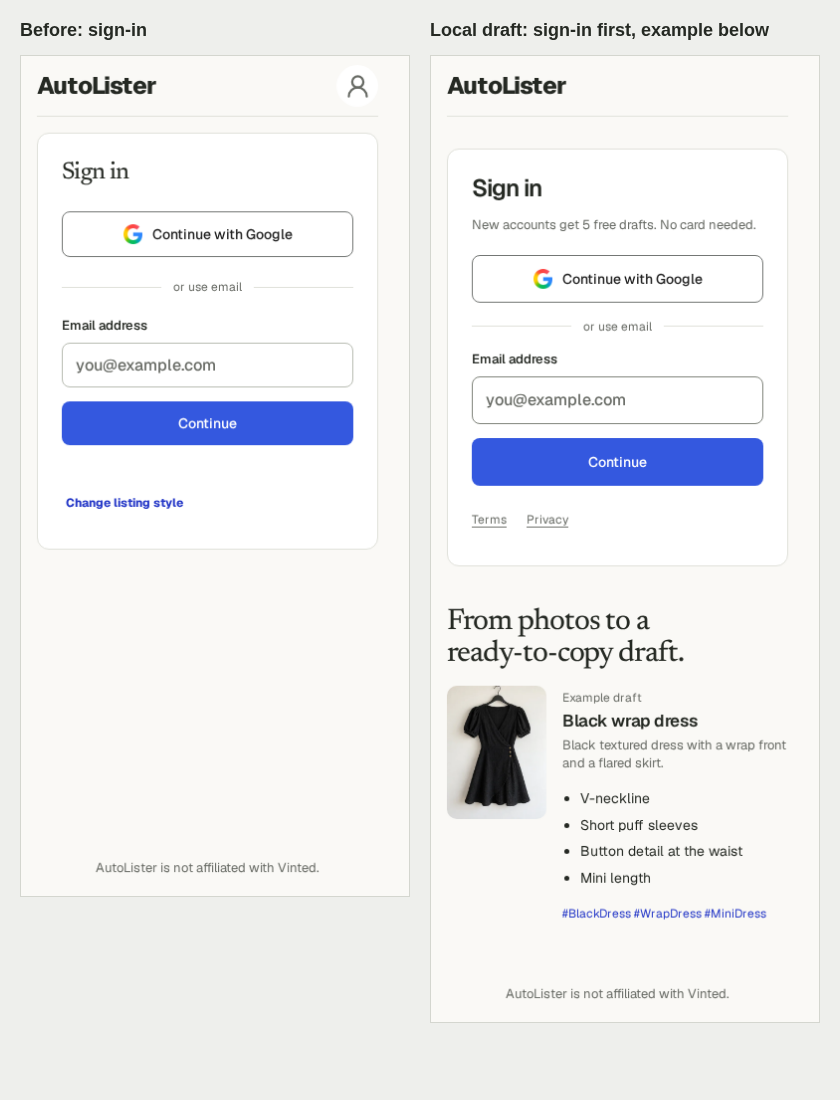 Before: sign-in
AutoLister
Sign in
Continue with Google
or use email
Email address
you@example.com
Continue
Change listing style
AutoLister is not affiliated with Vinted.
Local draft: sign-in first, example below
AutoLister
Sign in
New accounts get 5 free drafts. No card needed.
Continue with Google
or use email
Email address
you@example.com
Continue
Terms Privacy
From photos to a
ready-to-copy draft.
Example draft
Black wrap dress
Black textured dress with a wrap front
and a flared skirt.
• V-neckline
• Short puff sleeves
• Button detail at the waist
• Mini length
#BlackDress #WrapDress #MiniDress
AutoLister is not affiliated with Vinted.